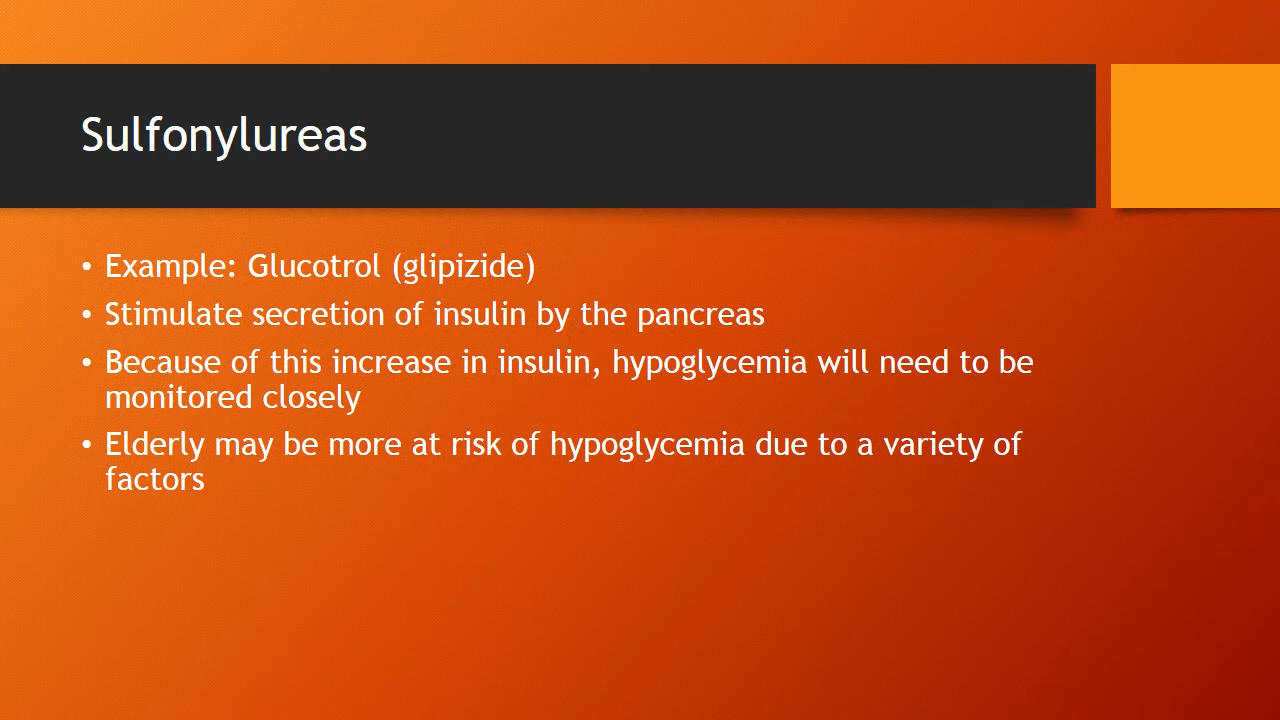 Sulfonylureas
• Example: Glucotrol (glipizide)
• Stimulate secretion of insulin by the pancreas
• Because of this increase in insulin, hypoglycemia will need to be
monitored closely
• Elderly may be more at risk of hypoglycemia due to a variety of
factors